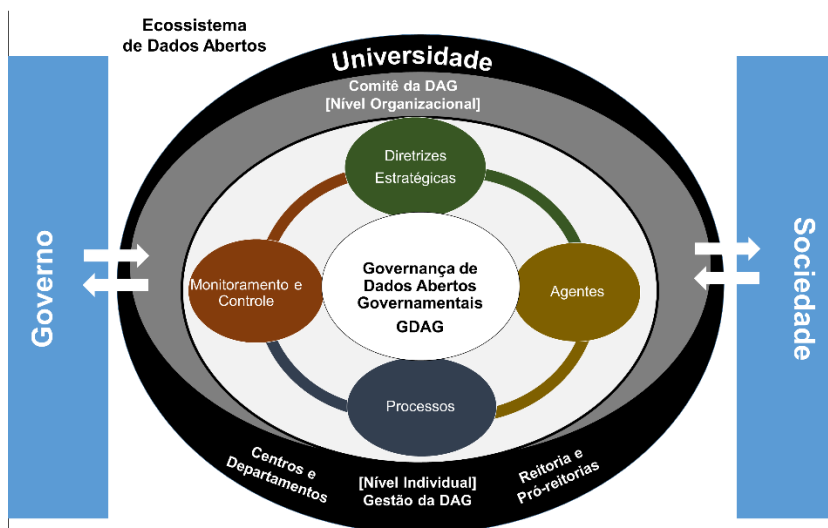 Ecossistema
de Dados Abertos
Universidade
Comitê da DAG
[Nível Organizacional]
Diretrizes
Estratégicas
Governo
Monitoramento e
Controle
Governança de
Dados Abertos
Governamentais
GDAG
Agentes
Sociedade
Processos
Centros e
Departamentos
[Nível Individual]
Gestão da DAG
Reitoria e
Pró-reitorias